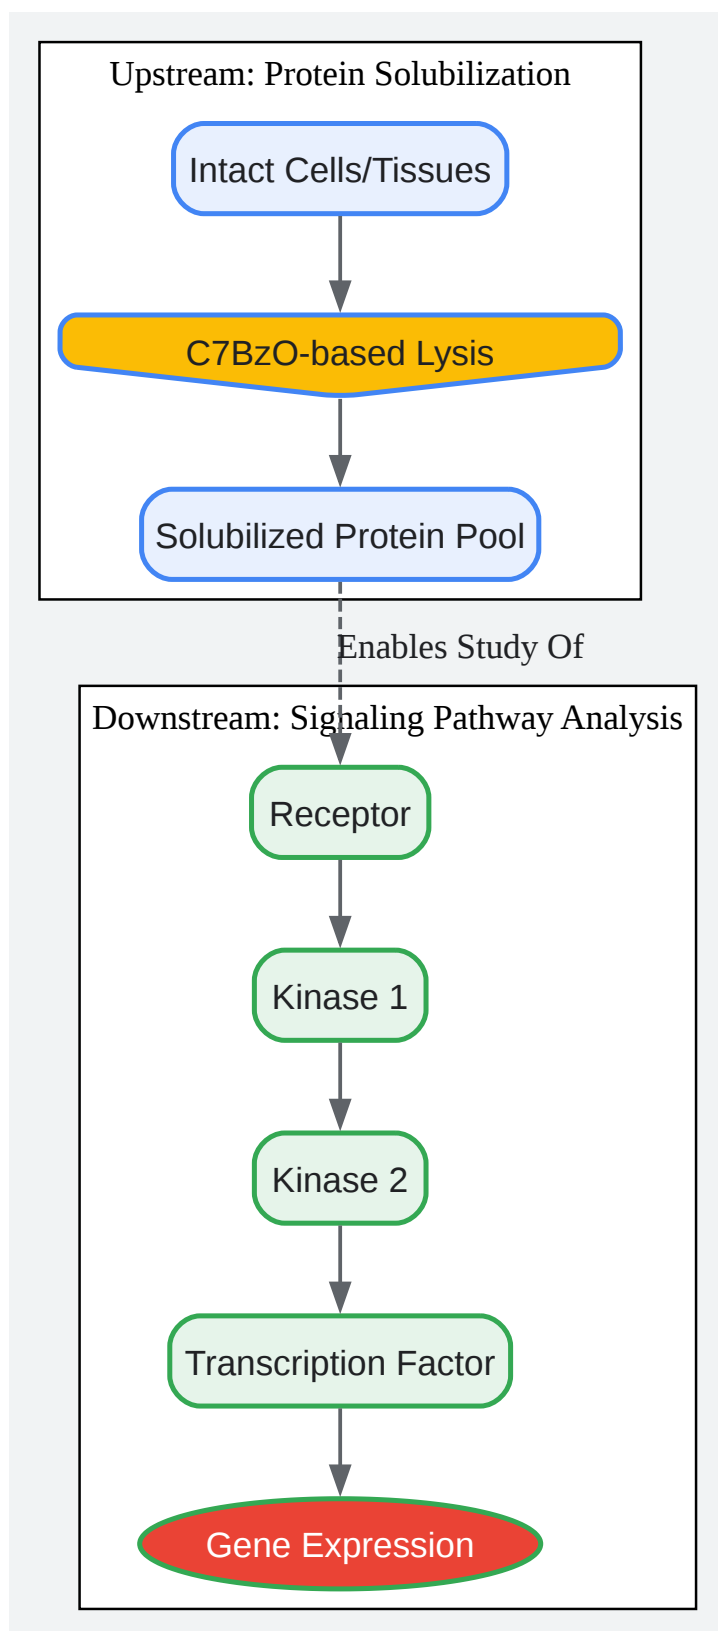 Upstream: Protein Solubilization
Intact Cells/Tissues
C7BzO-based Lysis
Solubilized Protein Pool
Enables Study Of
Downstream: Signaling Pathway Analysis
Receptor
Kinase 1
Kinase 2
Transcription Factor
Gene Expression